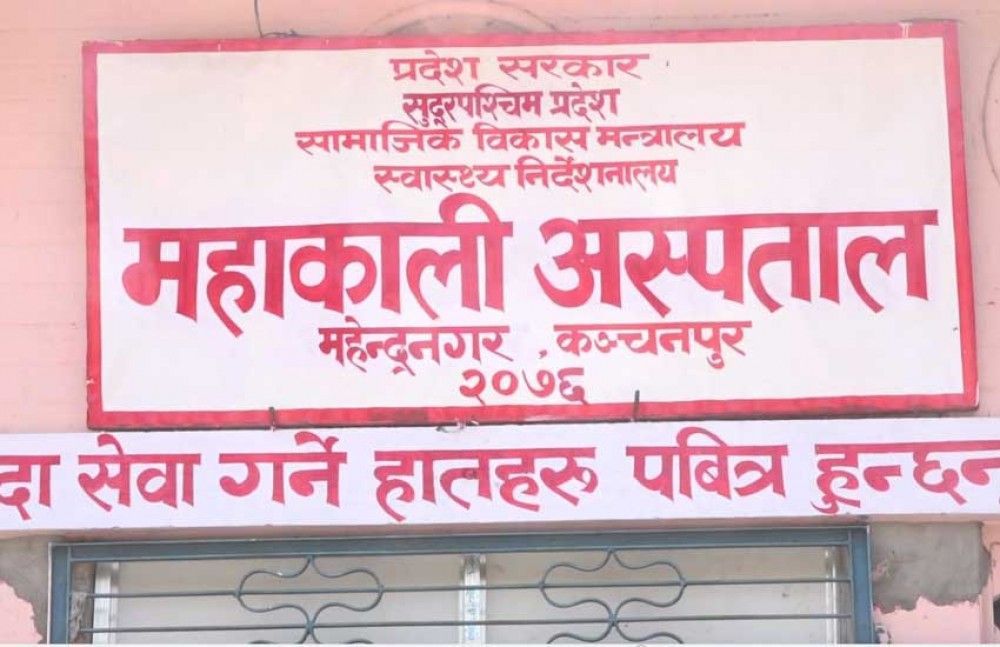 प्रदेश सरकार
सुदूरपश्चिम प्रदेश
सामाजिक विकास मन्त्रालय
स्वास्थ्य निर्देशनालय
महाकाली अस्पताल
महेन्द्रनगर , कञ्चनपुर
२०७६
दा सेवा गर्ने हातहरू पबित्र हुन्छन